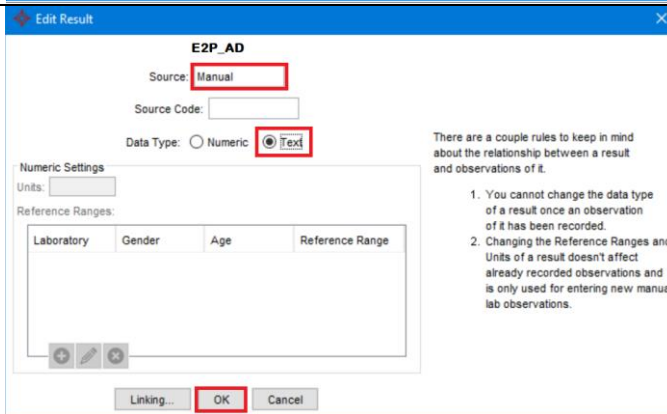 Edit Result
E2P_AD
Source: Manual
Source Code:
Data Type: Numeric Text
Numeric Settings
Units:
Reference Ranges:
Laboratory Gender Age Reference Range
Linking... OK Cancel
There are a couple rules to keep in mind
about the relationship between a result
and observations of it.
1. You cannot change the data type
of a result once an observation
of it has been recorded.
2. Changing the Reference Ranges and
Units of a result doesn't affect
already recorded observations and
is only used for entering new manua
lab observations.